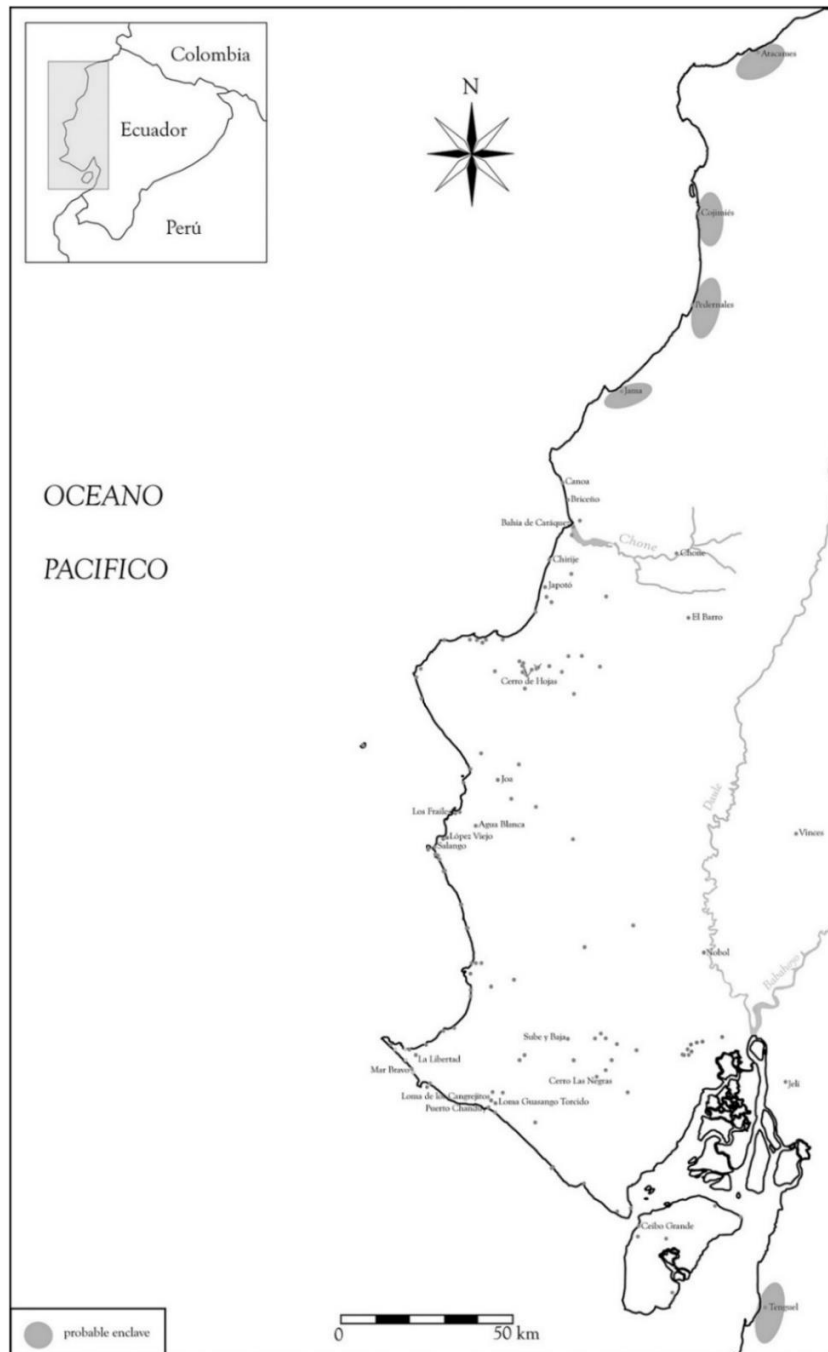 Colombia
Ecuador
Perú
N
Atacames
Cojimiés
Pedernales
Jama
OCEANO
PACIFICO
Canoa
Briceño
Bahía de Caráquez
Chone
Chone
Chirije
Japotó
El Barro
Cerro de Hojas
Joa
Los Frailes
Agua Blanca
López Viejo
Salango
Daule
Vinces
Nobol
Babahoyo
Sube y Baja
La Libertad
Mar Bravo
Cerro Las Negras
Jelí
Loma de los Cangrejitos
Loma Guasango Torcido
Puerto Chanduy
Ceibo Grande
Tenguel
probable enclave
0
50 km